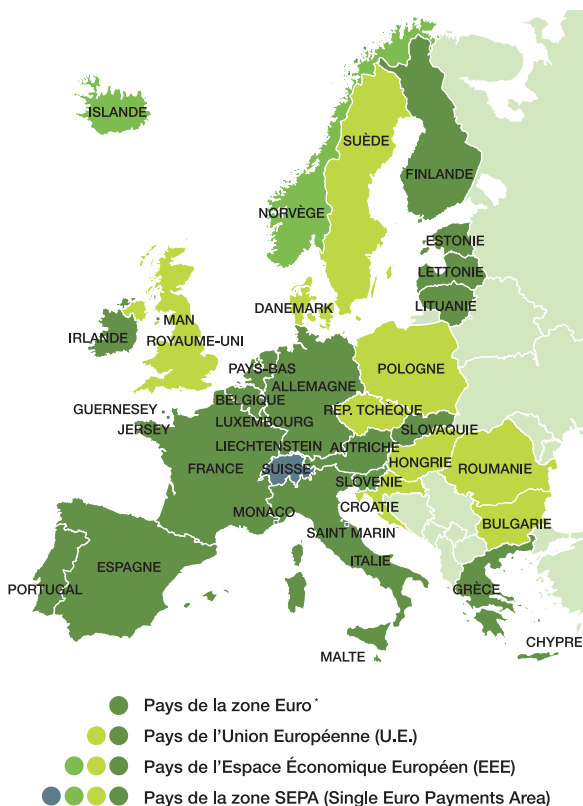 ISLANDE
SUÈDE
FINLANDE
NORVÈGE
ESTONIE
LETTONIE
LITUANIE
DANEMARK
MAN
IRLANDE
ROYAUME-UNI
PAYS-BAS
POLOGNE
ALLEMAGNE
BELGIQUE
GUERNESEY
RÉP. TCHÈQUE
LUXEMBOURG
JERSEY
SLOVAQUIE
LIECHTENSTEIN
AUTRICHE
FRANCE
SUISSE
HONGRIE
ROUMANIE
SLOVENIE
CROATIE
MONACO
BULGARIE
SAINT MARIN
ITALIE
ESPAGNE
PORTUGAL
GRÈCE
CHYPRE
MALTE
Pays de la zone Euro*
Pays de l'Union Européenne (U.E.)
Pays de l'Espace Économique Européen (EEE)
Pays de la zone SEPA (Single Euro Payments Area)